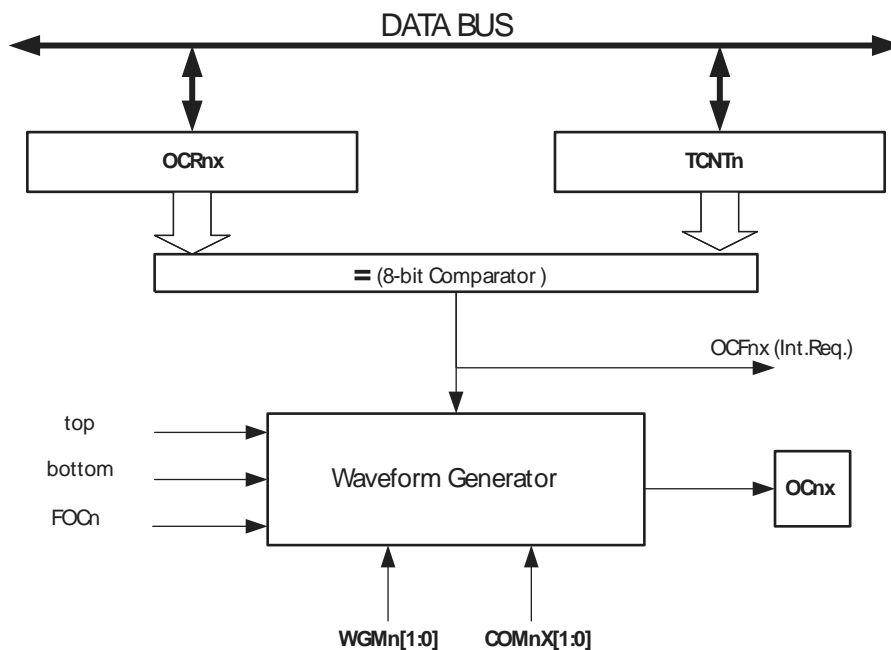 DATA BUS
OCRnx
TCNTn
= (8-bit Comparator )
OCFnx (Int.Req.)
top
bottom
FOCn
Waveform Generator
OCnx
WGMn[1:0]
COMnX[1:0]